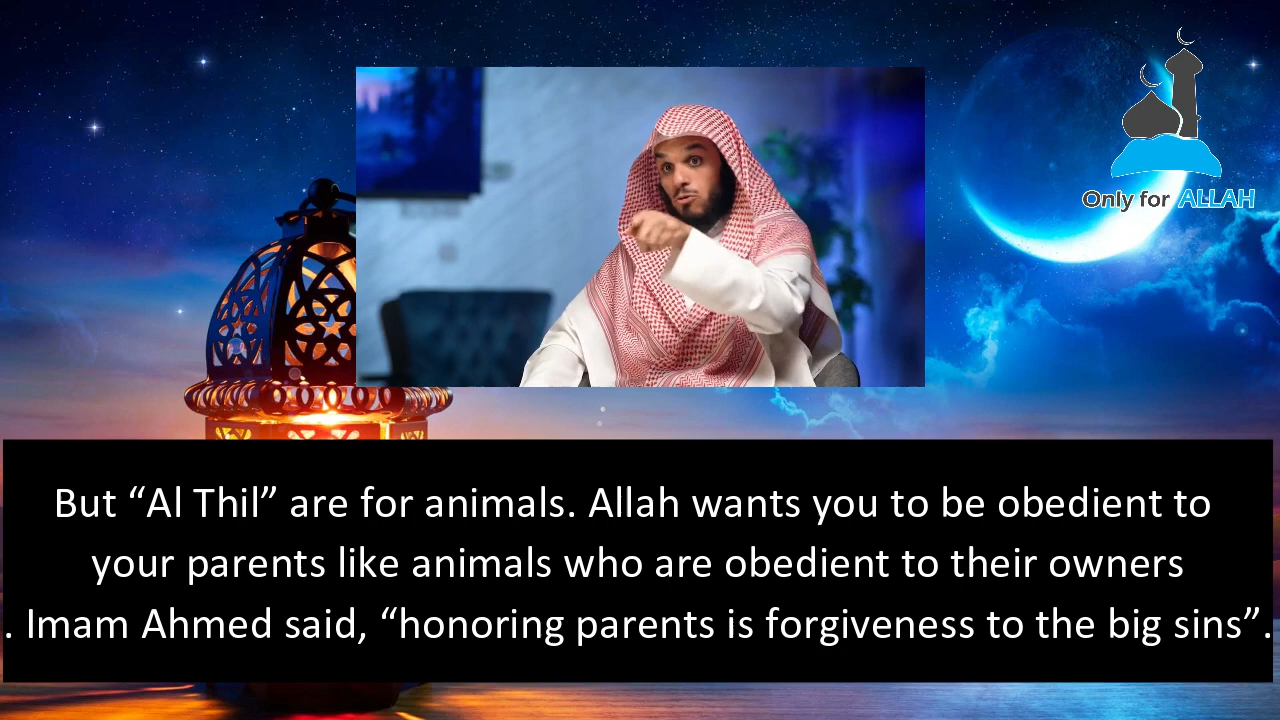 Only for ALLAH
But “Al Thil” are for animals. Allah wants you to be obedient to
your parents like animals who are obedient to their owners
. Imam Ahmed said, “honoring parents is forgiveness to the big sins”.